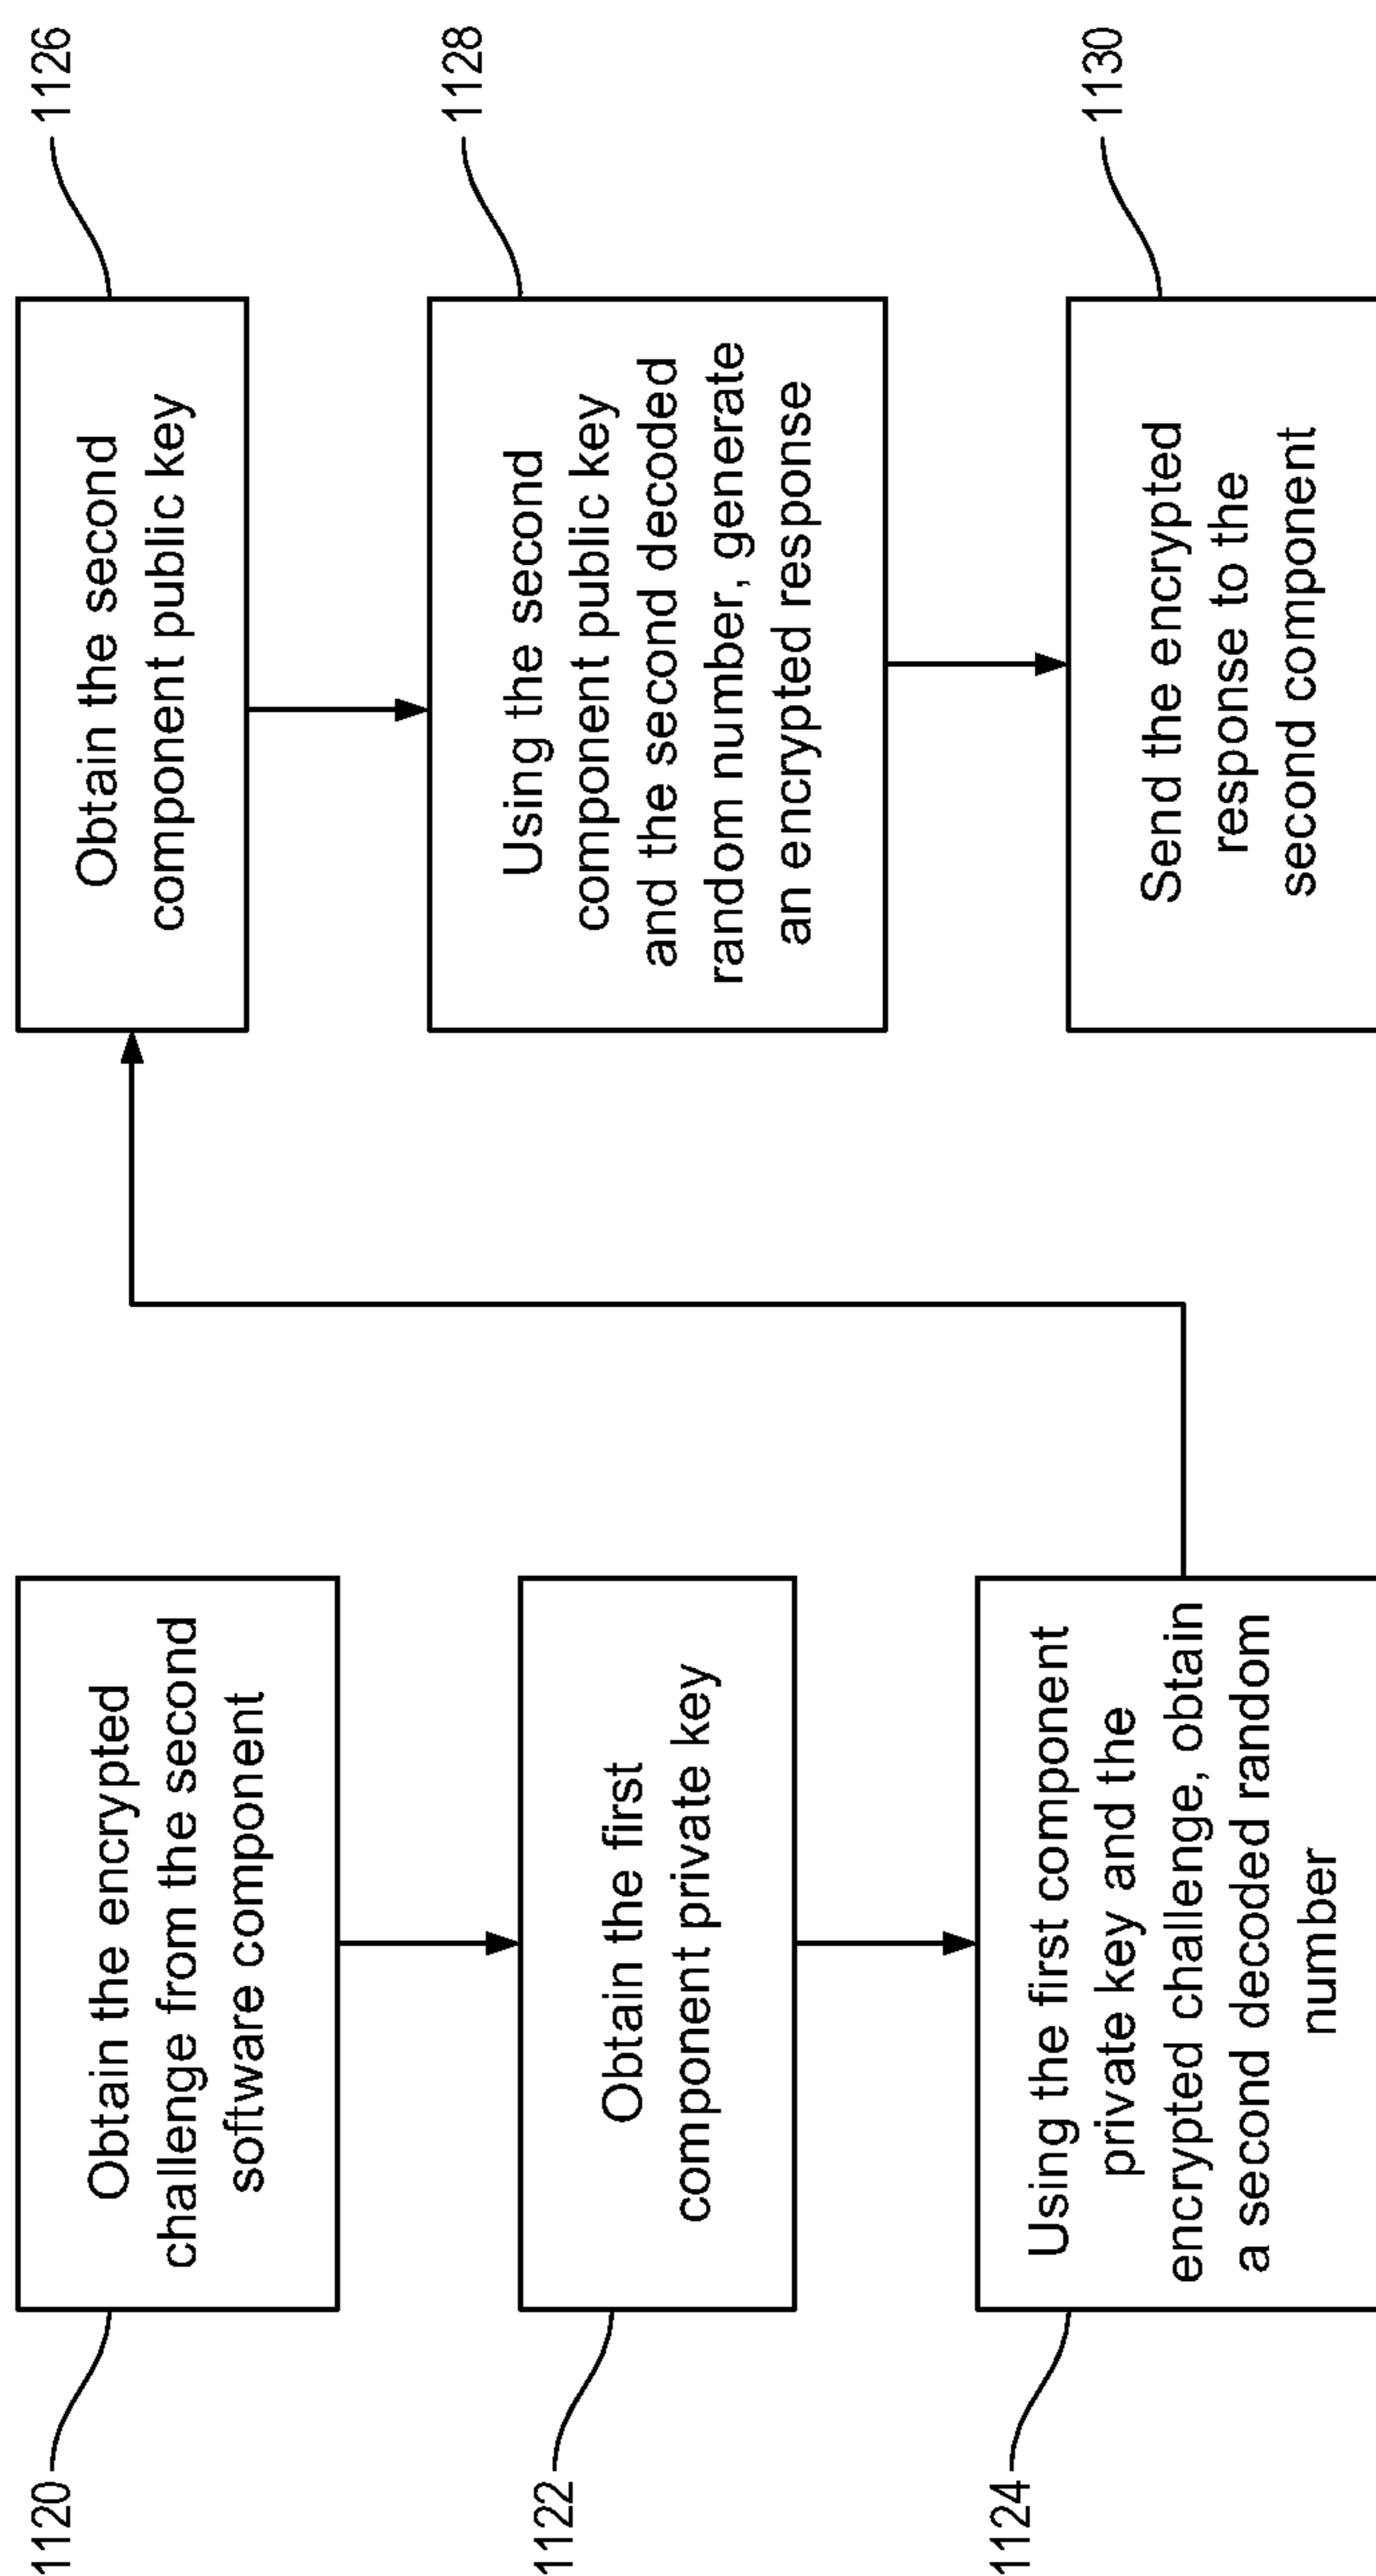 1120
Obtain the encrypted
challenge from the second
software component
1122
Obtain the first
component private key
1124
Using the first component
private key and the
encrypted challenge, obtain
a second decoded random
number
1126
Obtain the second
component public key
1128
Using the second
component public key
and the second decoded
random number, generate
an encrypted response
1130
Send the encrypted
response to the
second component